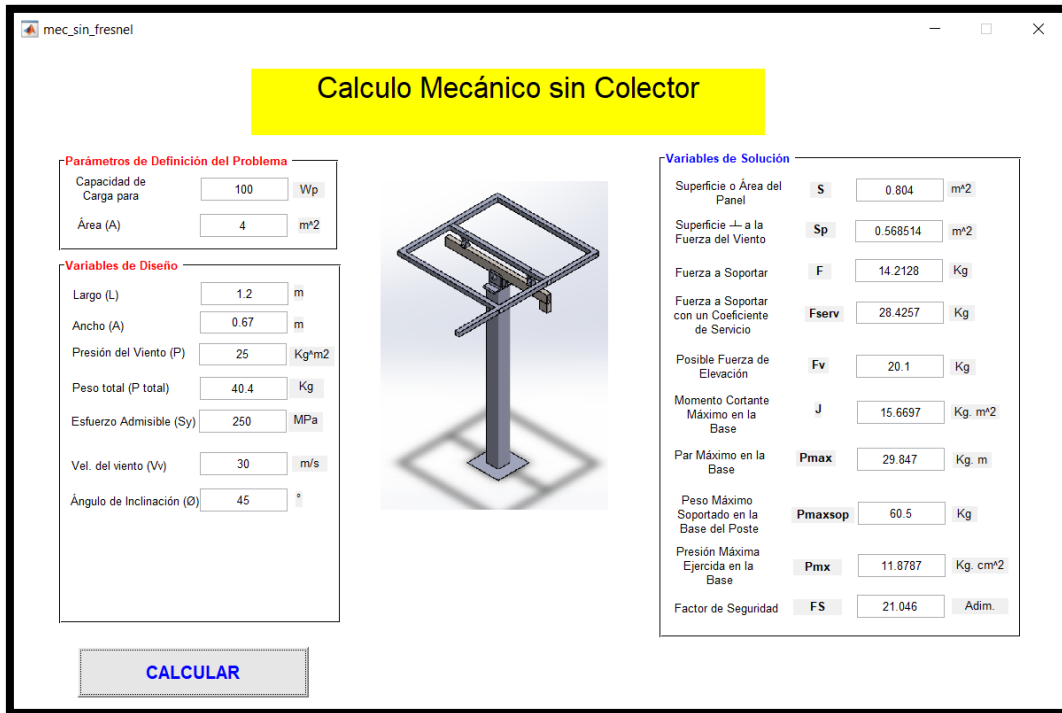 mec_sin_fresnel
Calculo Mecánico sin Colector
Parámetros de Definición del Problema
Capacidad de
Carga para
100
Wp
Área (A)
4
m^2
Variables de Diseño
Largo (L)
1.2
m
Ancho (A)
0.67
m
Presión del Viento (P)
25
Kg^m2
Peso total (P total)
40.4
Kg
Esfuerzo Admisible (Sy)
250
MPa
Vel. del viento (Vv)
30
m/s
Ángulo de Inclinación (Ø)
45
°
CALCULAR
Variables de Solución
Superficie o Área del
Panel
S
0.804
m^2
Superficie ┴ a la
Fuerza del Viento
Sp
0.568514
m^2
Fuerza a Soportar
F
14.2128
Kg
Fuerza a Soportar
con un Coeficiente
de Servicio
Fserv
28.4257
Kg
Posible Fuerza de
Elevación
Fv
20.1
Kg
Momento Cortante
Máximo en la
Base
J
15.6697
Kg. m^2
Par Máximo en la
Base
Pmax
29.847
Kg. m
Peso Máximo
Soportado en la
Base del Poste
Pmaxsop
60.5
Kg
Presión Máxima
Ejercida en la
Base
Pmx
11.8787
Kg. cm^2
Factor de Seguridad
FS
21.046
Adim.